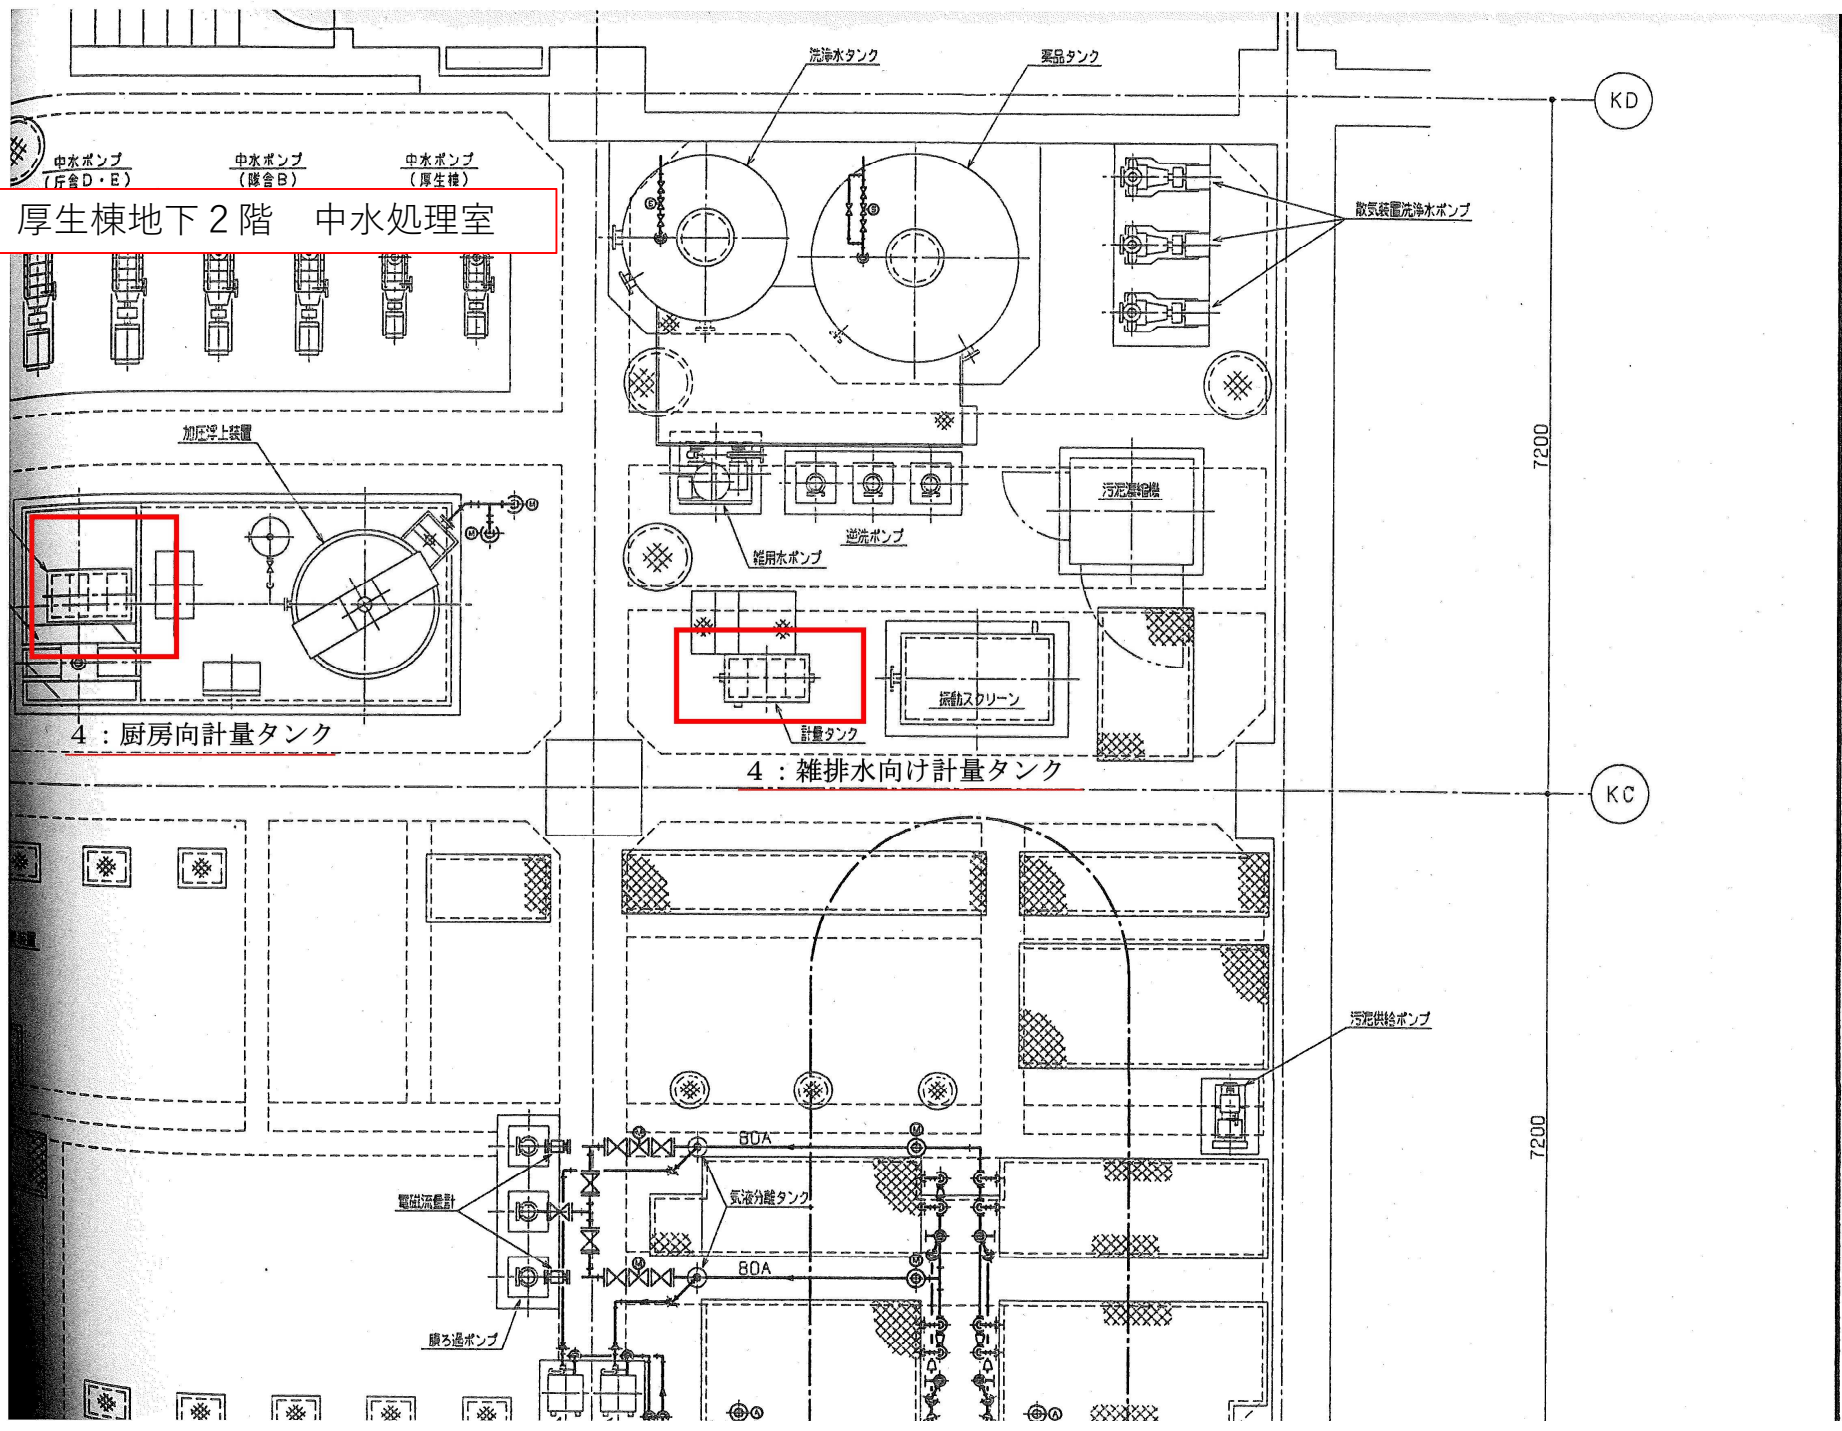 洗浄水タンク
薬品タンク
KD
中水ポンプ
(庁舎D・E)
中水ポンプ
(隊舎B)
中水ポンプ
(厚生棟)
厚生棟地下2階　中水処理室
散気装置洗浄水ポンプ
加圧浮上装置
7200
汚泥濃縮機
逆洗ポンプ
雑用水ポンプ
振動スクリーン
計量タンク
4：厨房向計量タンク
4：雑排水向け計量タンク
KC
汚泥供給ポンプ
7200
80A
電磁流量計
気液分離タンク
80A
膜ろ過ポンプ